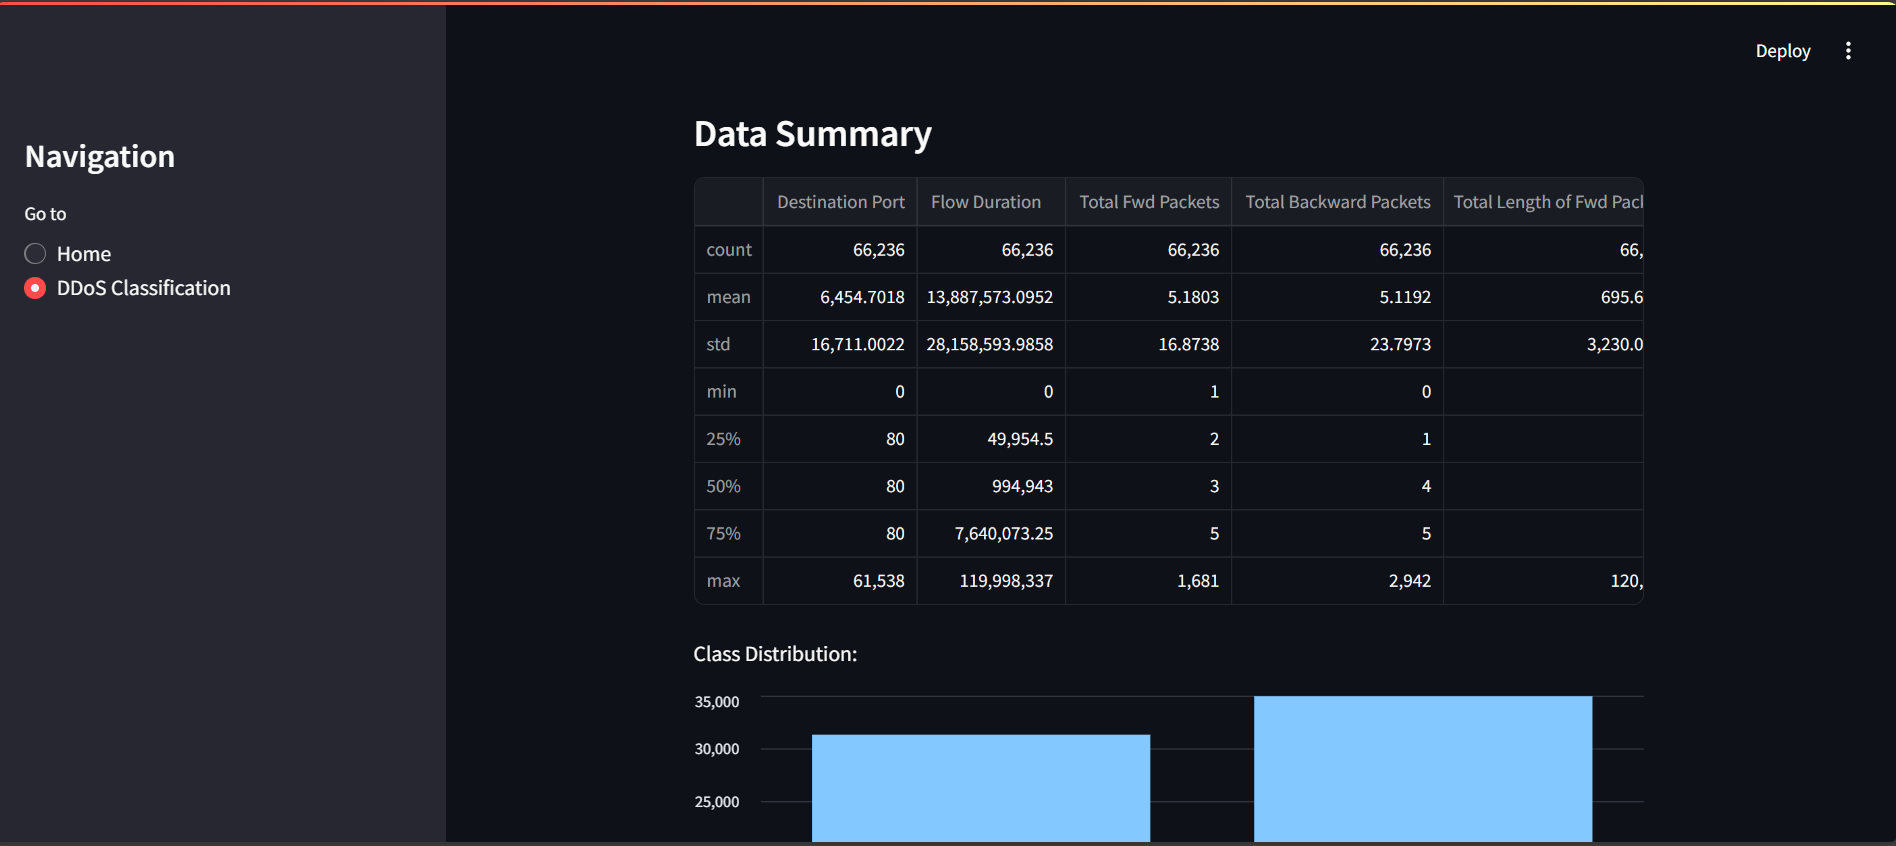 Deploy
Navigation
Go to
Home
DDoS Classification
Data Summary
Destination Port Flow Duration Total Fwd Packets Total Backward Packets Total Length of Fwd Pac
count 66,236 66,236 66,236 66,236 66,
mean 6,454.7018 13,887,573.0952 5.1803 5.1192 695.6
std 16,711.0022 28,158,593.9858 16.8738 23.7973 3,230.0
min 0 0 1 0
25% 80 49,954.5 2 1
50% 80 994,943 3 4
75% 80 7,640,073.25 5 5
max 61,538 119,998,337 1,681 2,942 120,
Class Distribution:
35,000
30,000
25,000